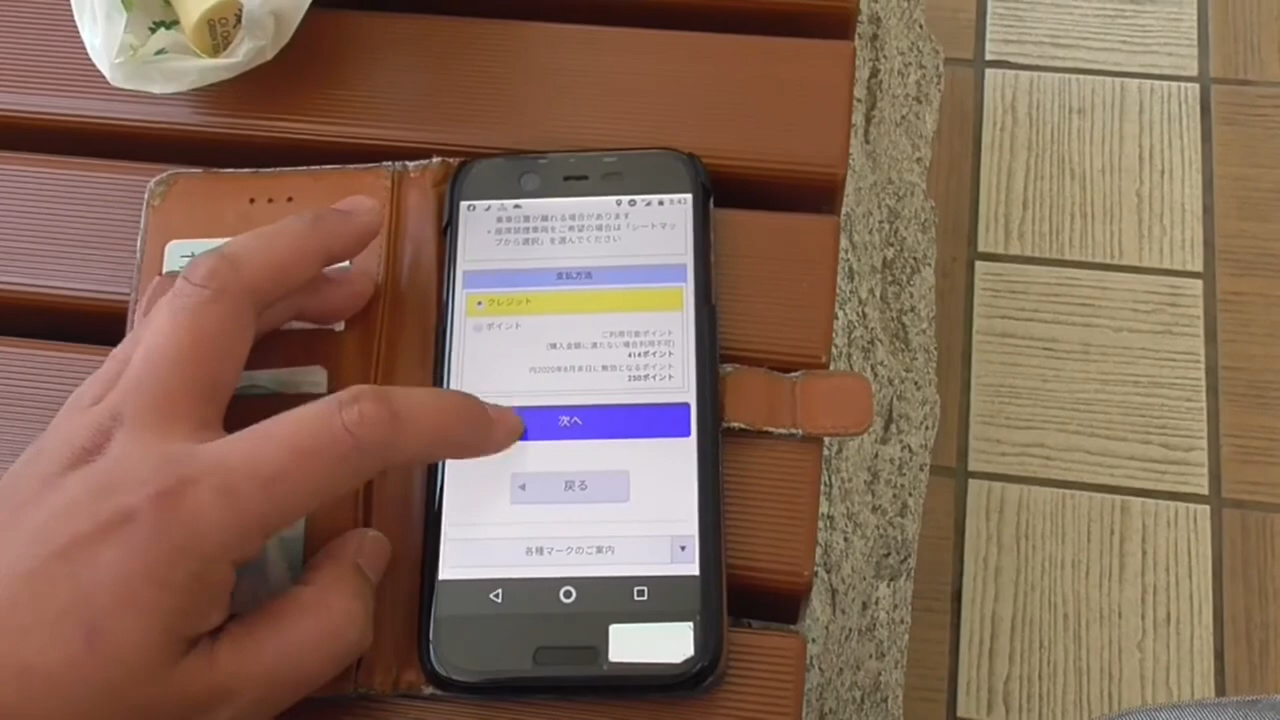 8:43
乗車位置が離れる場合があります
※座席禁煙車両をご希望の場合は「シートマッ
プから選択」を選んでください
支払方法
クレジット
ポイント
ご利用可能ポイント
(購入金額に満たない場合利用不可)
414ポイント
内2020年6月末日に無効となるポイント
250ポイント
次へ
戻る
各種マークのご案内